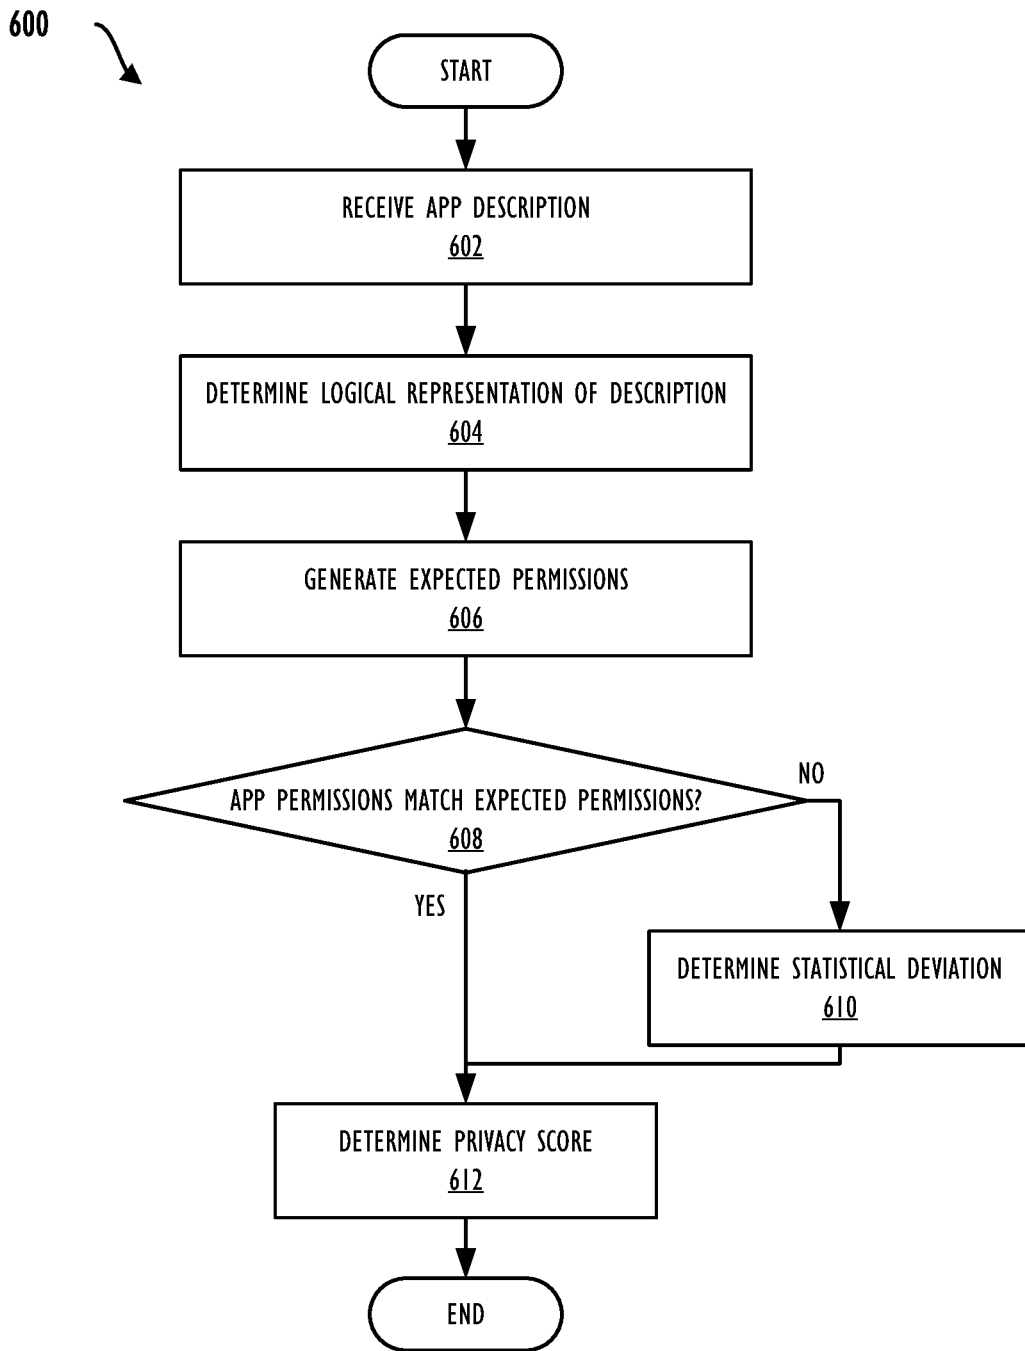 600
START
RECEIVE APP DESCRIPTION
602
DETERMINE LOGICAL REPRESENTATION OF DESCRIPTION
604
GENERATE EXPECTED PERMISSIONS
606
APP PERMISSIONS MATCH EXPECTED PERMISSIONS?
608
NO
YES
DETERMINE STATISTICAL DEVIATION
610
DETERMINE PRIVACY SCORE
612
END